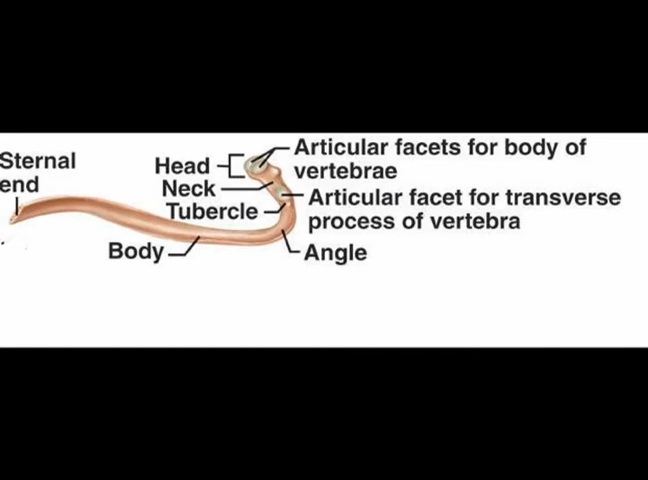 Sternal
end
Head
Neck
Tubercle
Body
Articular facets for body of
vertebrae
Articular facet for transverse
process of vertebra
Angle